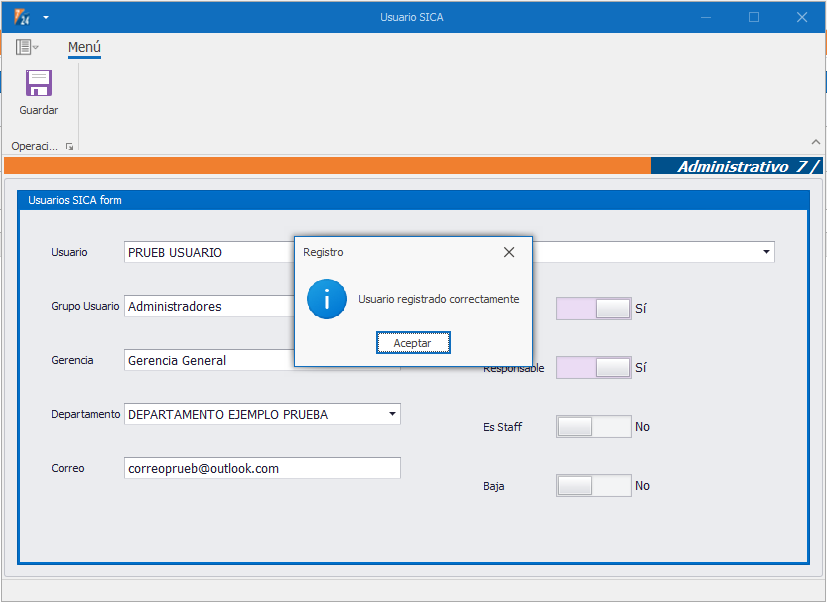 24
Usuario SICA
Menú
Guardar
Operaci...
Administrativo 7 /
Usuarios SICA form
Usuario PRUEB USUARIO
Registro
Usuario registrado correctamente
Aceptar
Grupo Usuario Administradores
Sí
Gerencia Gerencia General
Responsable Sí
Departamento DEPARTAMENTO EJEMPLO PRUEBA
Es Staff No
Correo correoprueb@outlook.com
Baja No